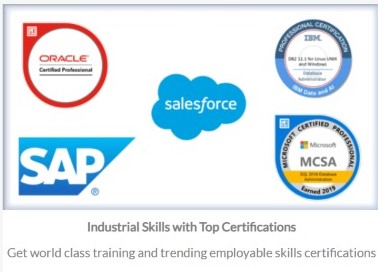 ORACLE
Certified Professional
salesforce
PROFESSIONAL CERTIFICATION
IBM
DB2 11.1 for Linux UNIX
and Windows
Database
Administrator
IBM Data and AI
SAP
®
MICROSOFT CERTIFIED PROFESSIONAL
Microsoft
MCSA
SQL 2016 Database
Administration
Earned 2019
Industrial Skills with Top Certifications
Get world class training and trending employable skills certifications